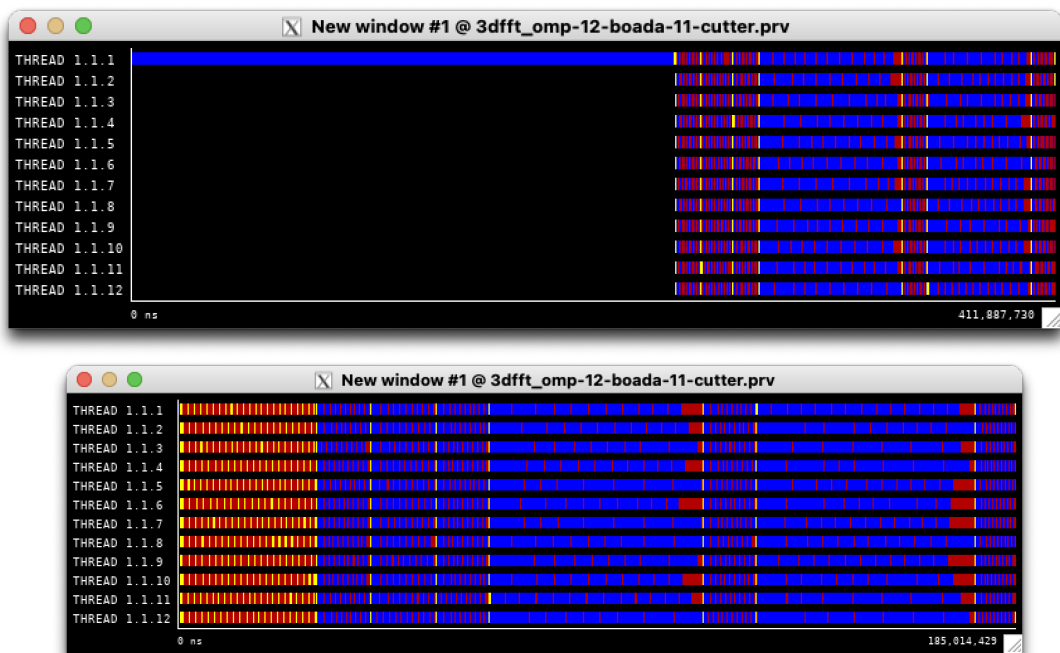 New window #1 @ 3dfft_omp-12-boada-11-cutter.prv
THREAD 1.1.1
THREAD 1.1.2
THREAD 1.1.3
THREAD 1.1.4
THREAD 1.1.5
THREAD 1.1.6
THREAD 1.1.7
THREAD 1.1.8
THREAD 1.1.9
THREAD 1.1.10
THREAD 1.1.11
THREAD 1.1.12
0 ns 411,887,730
New window #1 @ 3dfft_omp-12-boada-11-cutter.prv
THREAD 1.1.1
THREAD 1.1.2
THREAD 1.1.3
THREAD 1.1.4
THREAD 1.1.5
THREAD 1.1.6
THREAD 1.1.7
THREAD 1.1.8
THREAD 1.1.9
THREAD 1.1.10
THREAD 1.1.11
THREAD 1.1.12
0 ns 185,014,429